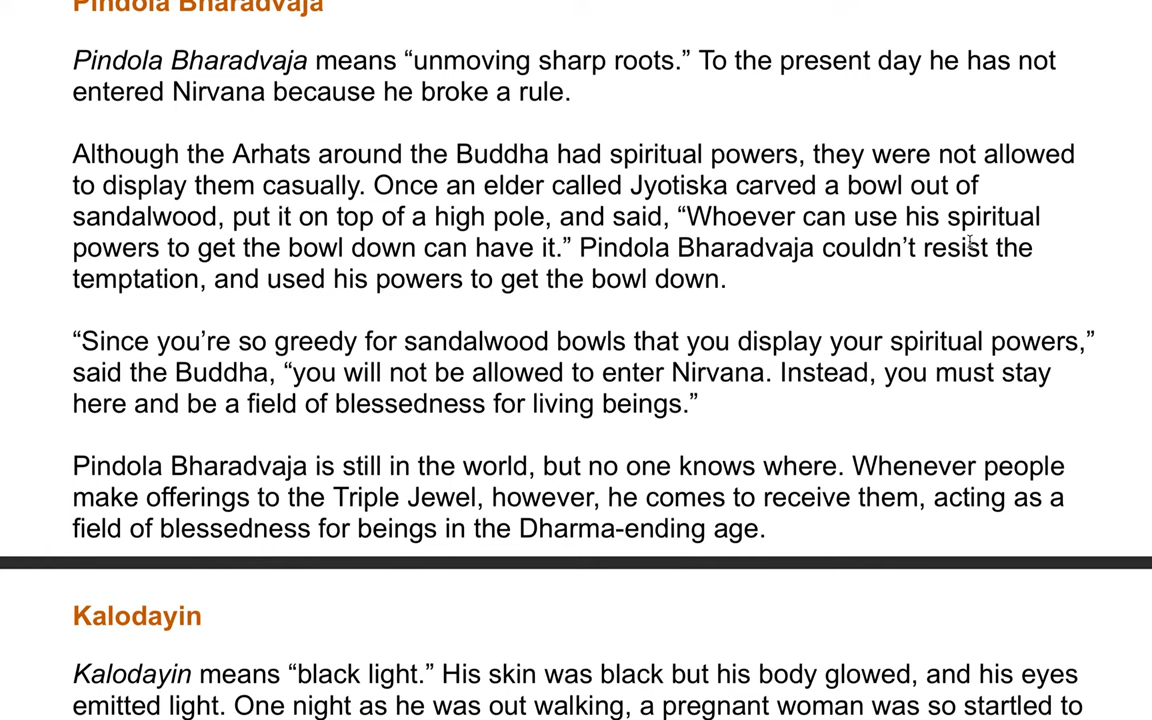 Pindola Bharadvaja
Pindola Bharadvaja means “unmoving sharp roots.” To the present day he has not
entered Nirvana because he broke a rule.
Although the Arhats around the Buddha had spiritual powers, they were not allowed
to display them casually. Once an elder called Jyotiska carved a bowl out of
sandalwood, put it on top of a high pole, and said, “Whoever can use his spiritual
powers to get the bowl down can have it.” Pindola Bharadvaja couldn’t resist the
temptation, and used his powers to get the bowl down.
“Since you’re so greedy for sandalwood bowls that you display your spiritual powers,”
said the Buddha, “you will not be allowed to enter Nirvana. Instead, you must stay
here and be a field of blessedness for living beings.”
Pindola Bharadvaja is still in the world, but no one knows where. Whenever people
make offerings to the Triple Jewel, however, he comes to receive them, acting as a
field of blessedness for beings in the Dharma-ending age.
Kalodayin
Kalodayin means “black light.” His skin was black but his body glowed, and his eyes
emitted light. One night as he was out walking, a pregnant woman was so startled to